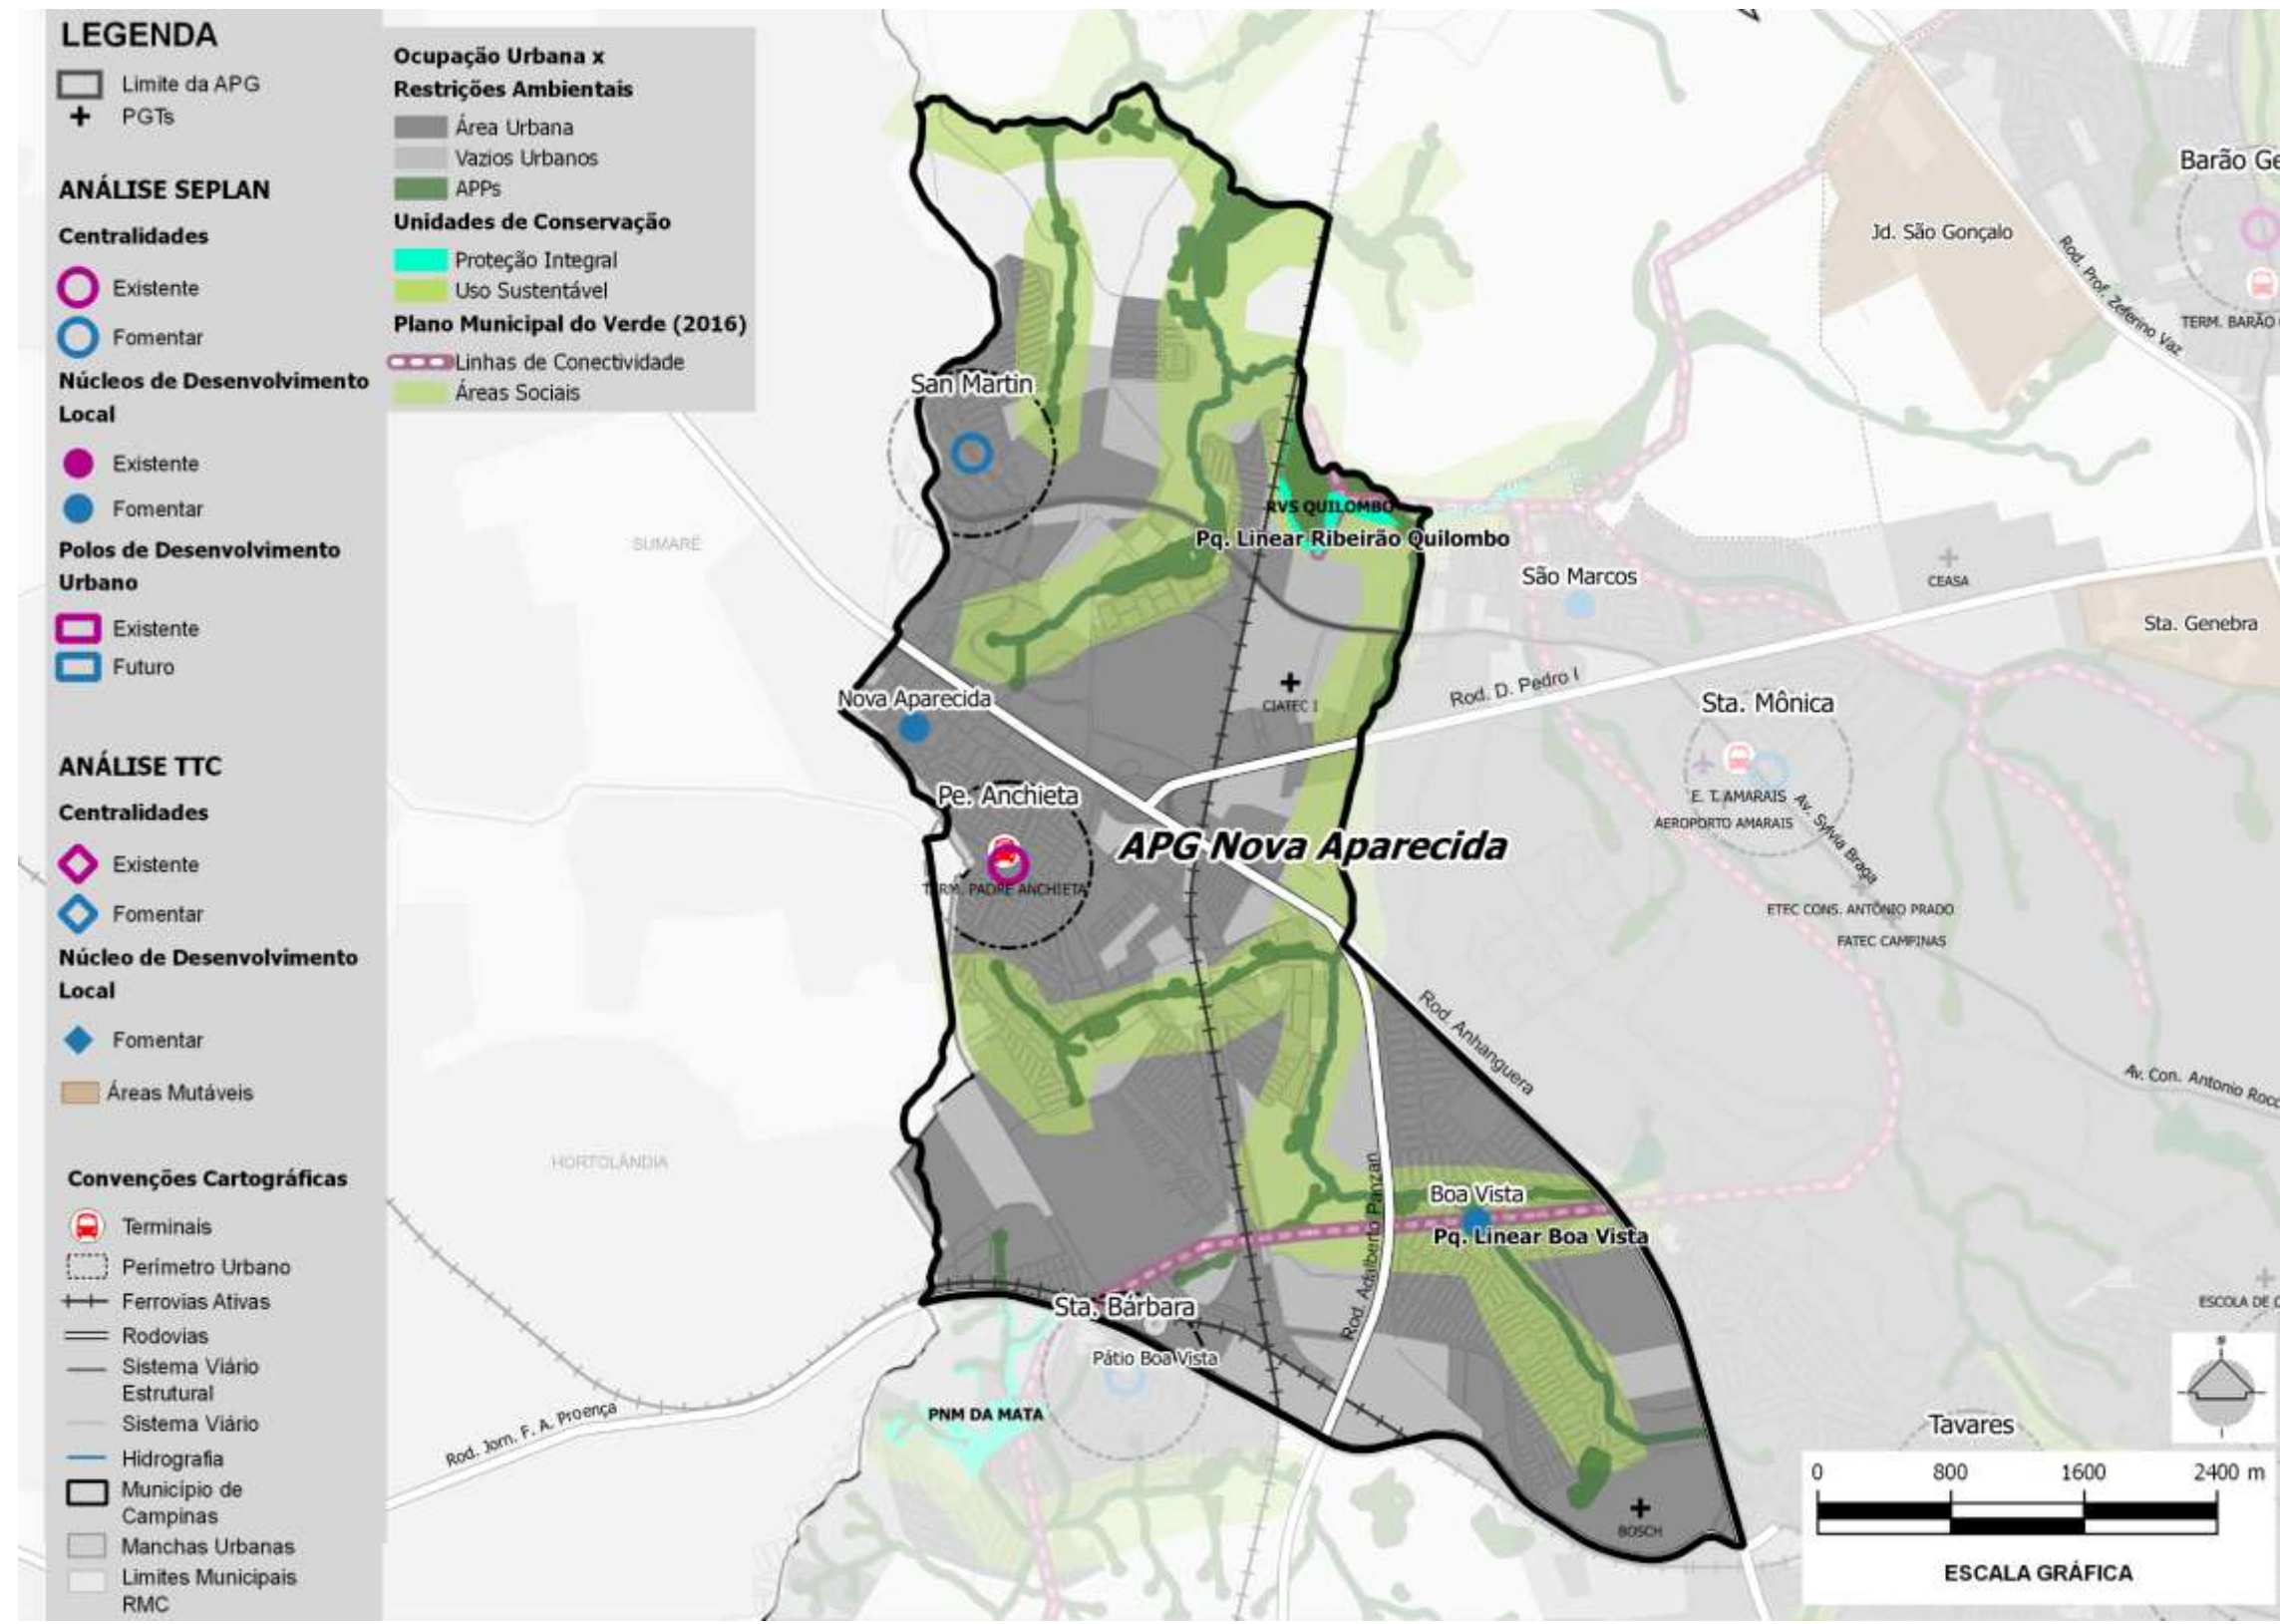 LEGENDA
Limite da APG
PGTs
ANÁLISE SEPLAN
Centralidades
Existente
Fomentar
Núcleos de Desenvolvimento
Local
Existente
Fomentar
Polos de Desenvolvimento
Urbano
Existente
Futuro
ANÁLISE TTC
Centralidades
Existente
Fomentar
Núcleo de Desenvolvimento
Local
Fomentar
Áreas Mutáveis
Convenções Cartográficas
Terminais
Perímetro Urbano
Ferrovias Ativas
Rodovias
Sistema Viário
Estrutural
Sistema Viário
Hidrografia
Município de
Campinas
Manchas Urbanas
Limites Municipais
RMC
Ocupação Urbana x
Restrições Ambientais
Área Urbana
Vazios Urbanos
APPs
Unidades de Conservação
Proteção Integral
Uso Sustentável
Plano Municipal do Verde (2016)
Linhas de Conectividade
Áreas Sociais
San Martin
SUMARÉ
RVS QUILOMBO
Pq. Linear Ribeirão Quilombo
São Marcos
CEASA
Jd. São Gonçalo
Barão Ge
Rod. Prof. Zeferino Vaz
TERM. BARÃO
Sta. Genebra
Nova Aparecida
CIATEC I
Rod. D. Pedro I
Sta. Mônica
E. T. AMARAIS
AEROPORTO AMARAIS
Av. Sylvia Braga
Pe. Anchieta
TERM. PADRE ANCHIETA
APG Nova Aparecida
ETEC CONS. ANTÔNIO PRADO
FATEC CAMPINAS
Rod. Anhanguera
Av. Con. Antonio Rocc
HORTOLÂNDIA
Rod. Adalberto Panzan
Boa Vista
Pq. Linear Boa Vista
Sta. Bárbara
Pátio Boa Vista
PNM DA MATA
Rod. Jorn. F. A. Proença
ESCOLA DE C
Tavares
BOSCH
N
0 800 1600 2400 m
ESCALA GRÁFICA